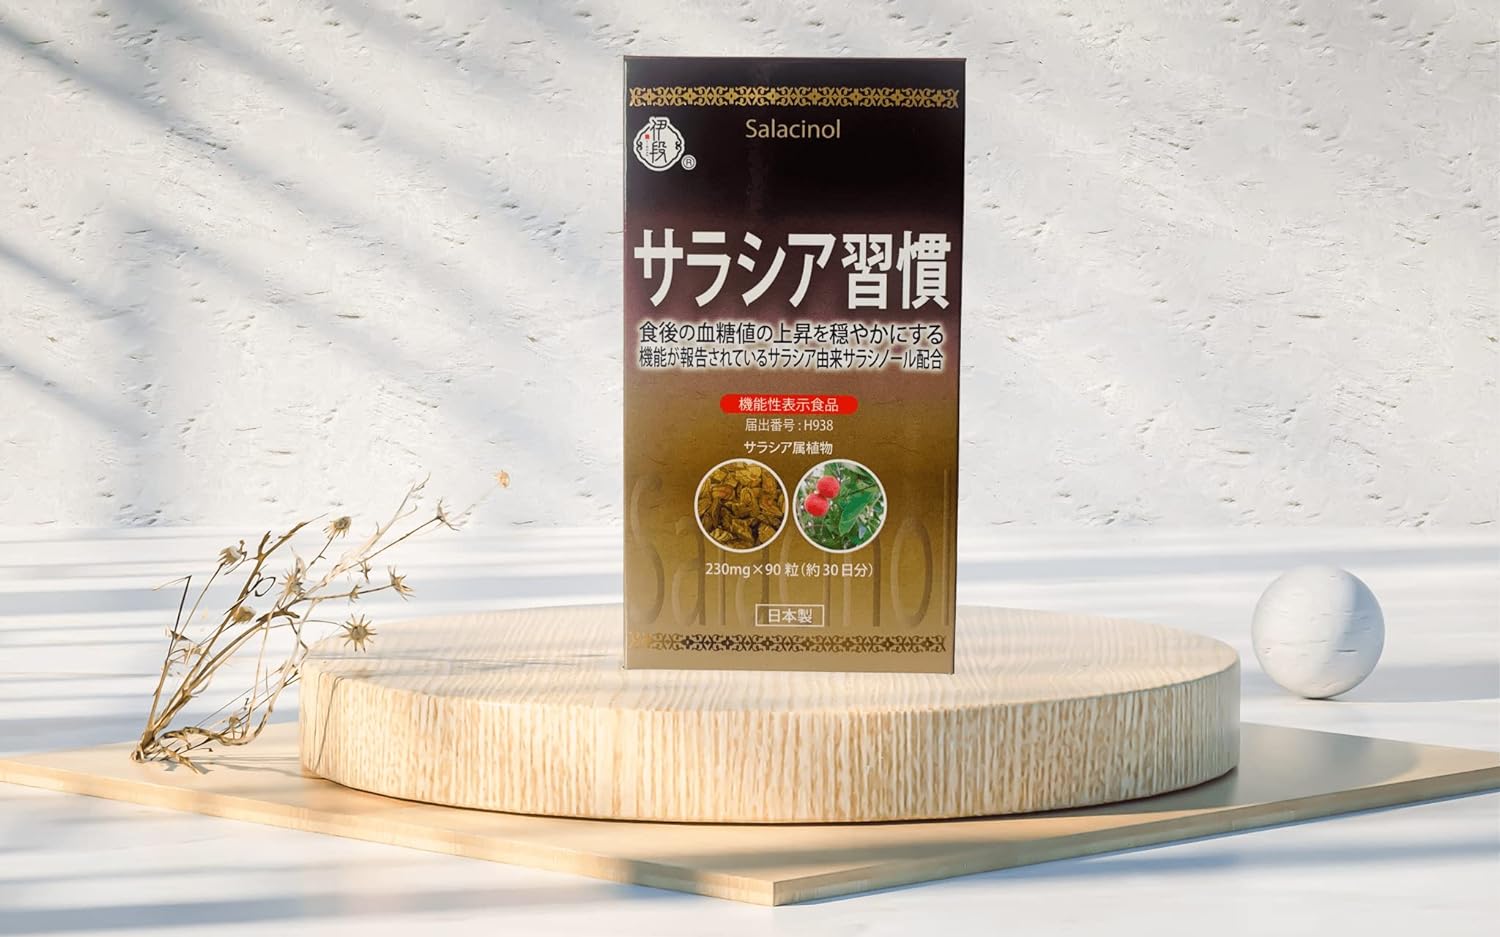 Salacinol
伊段
®
サラシア習慣
食後の血糖値の上昇を穏やかにする
機能が報告されているサラシア由来サラシノール配合
機能性表示食品
届出番号 : H938
サラシア属植物
Salacinol
230mg×90 粒(約30日分)
日本製